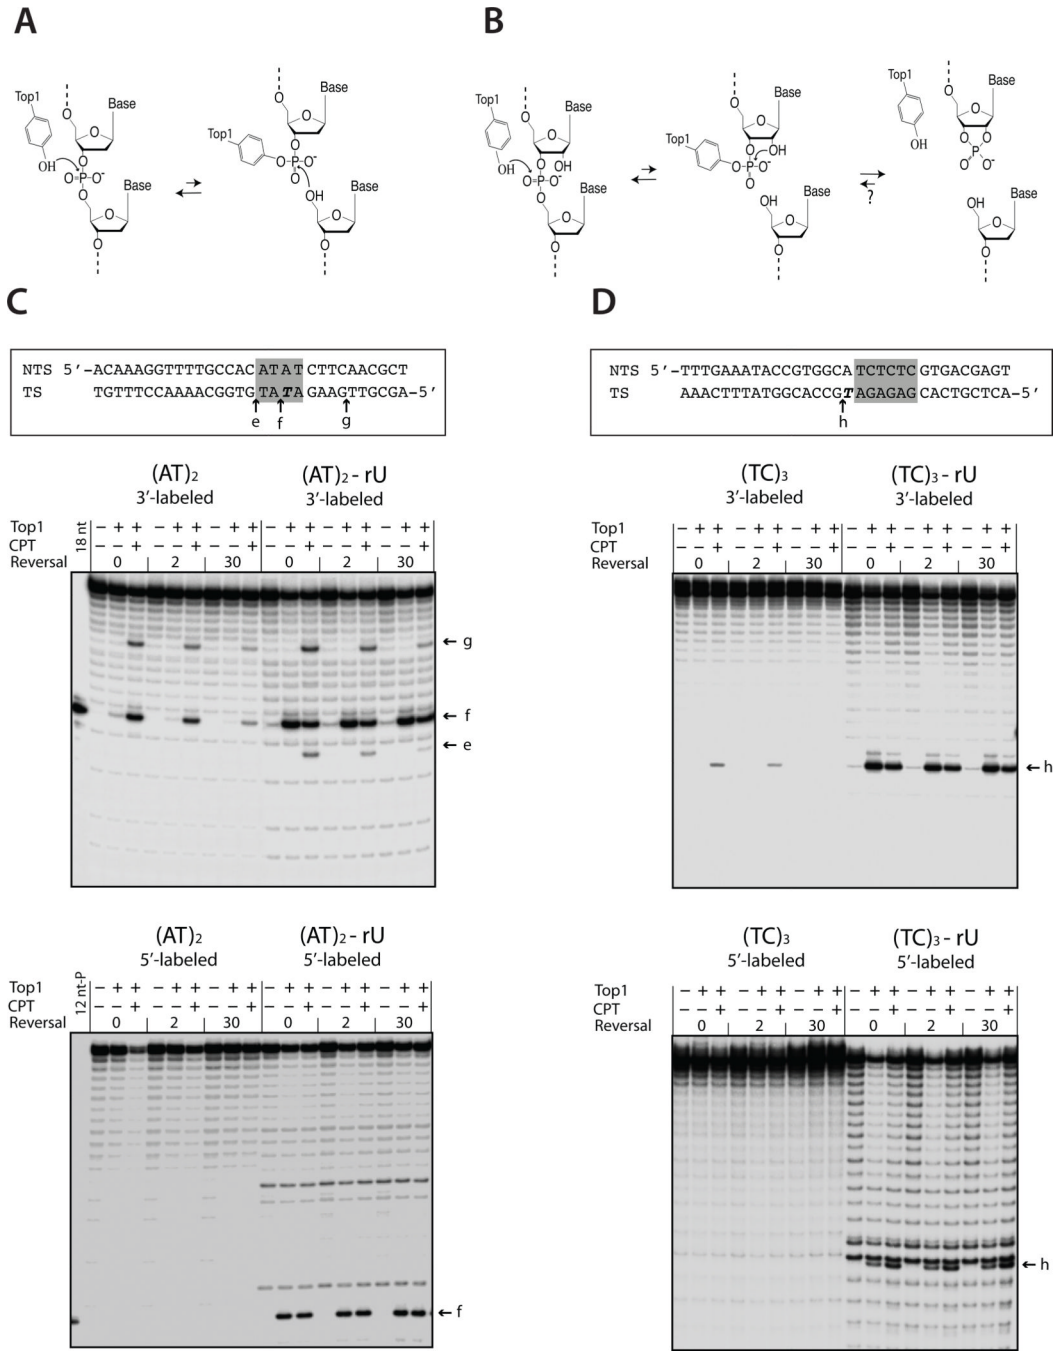 A
B
Top1
OH
O
Base
O
O
O=P-O-
O
Base
O
O
Top1
O
Base
O
O
O-P-O-
O
OH
Base
O
O
Top1
OH
O
Base
O
O OH
O=P-O-
O
Base
O
O
Top1
O
Base
O
O OH
O-P-O-
O
OH
Base
O
O
?
Top1
OH
O
Base
O
O O
P
O O-
OH
Base
O
O
C
NTS 5'-ACAAAGGTTTTGCCAC ATAT CTTCAACGCT
TS TGTTTCCAAAACGGTG TATA GAAGTTGCGA-5'
e f g
D
NTS 5'-TTTGAAATACCGTGGCA TCTCTC GTGACGAGT
TS AAACTTTATGGCACCGT AGAGAG CACTGCTCA-5'
h
(AT)2
3'-labeled
(AT)2 - rU
3'-labeled
18 nt
Top1 − + + − + + − + + − + + − + + − + +
CPT − − + − − + − − + − − + − − + − − +
Reversal 0 2 30 0 2 30
← g
← f
← e
(TC)3
3'-labeled
(TC)3 - rU
3'-labeled
Top1 − + + − + + − + + − + + − + + − + +
CPT − − + − − + − − + − − + − − + − − +
Reversal 0 2 30 0 2 30
← h
(AT)2
5'-labeled
(AT)2 - rU
5'-labeled
12 nt-P
Top1 − + + − + + − + + − + + − + + − + +
CPT − − + − − + − − + − − + − − + − − +
Reversal 0 2 30 0 2 30
← f
(TC)3
5'-labeled
(TC)3 - rU
5'-labeled
Top1 − + + − + + − + + − + + − + + − + +
CPT − − + − − + − − + − − + − − + − − +
Reversal 0 2 30 0 2 30
← h